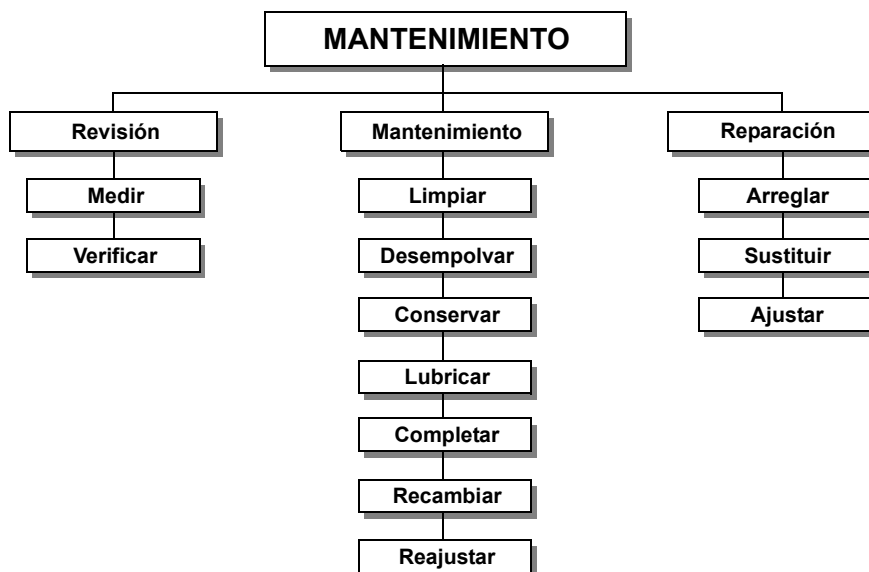 MANTENIMIENTO
Revisión
Medir
Verificar
Mantenimiento
Limpiar
Desempolvar
Conservar
Lubricar
Completar
Recambiar
Reajustar
Reparación
Arreglar
Sustituir
Ajustar